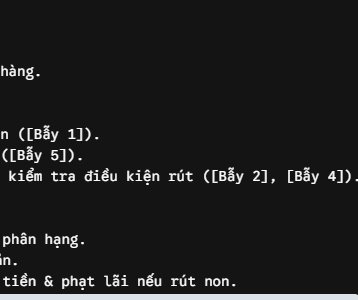 hàng.
n ([Bẫy 1]).
([Bẫy 5]).
kiểm tra điều kiện rút ([Bẫy 2], [Bẫy 4]).
phân hạng.
n.
tiền & phạt lãi nếu rút non.